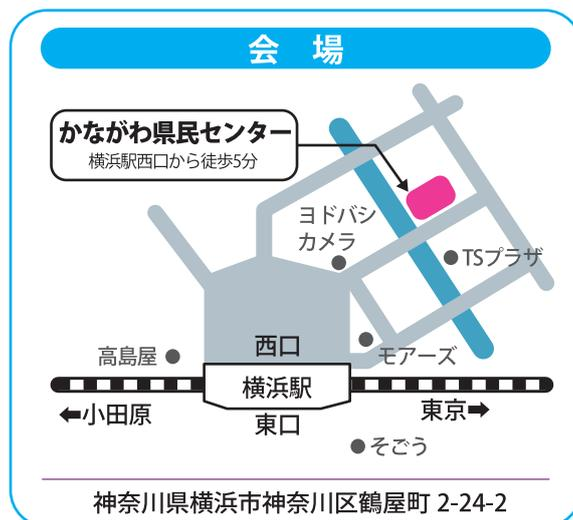 会　場
かながわ県民センター
横浜駅西口から徒歩5分
ヨドバシ
カメラ
TSプラザ
西口
高島屋
モアーズ
横浜駅
←小田原
東京→
東口
そごう
神奈川県横浜市神奈川区鶴屋町 2-24-2